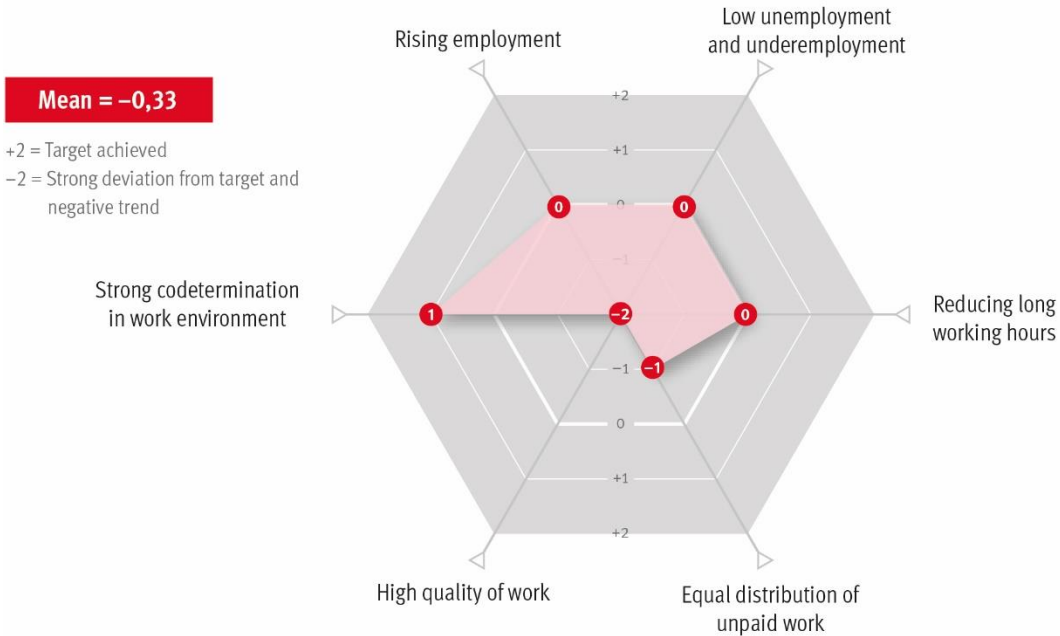 Rising employment
Low unemployment
and underemployment
Mean = –0,33
+2 = Target achieved
–2 = Strong deviation from target and
negative trend
+2
+1
0
0
0
–1
Strong codetermination
in work environment
1
–2
0
Reducing long
working hours
–1
–1
0
+1
+2
High quality of work
Equal distribution of
unpaid work